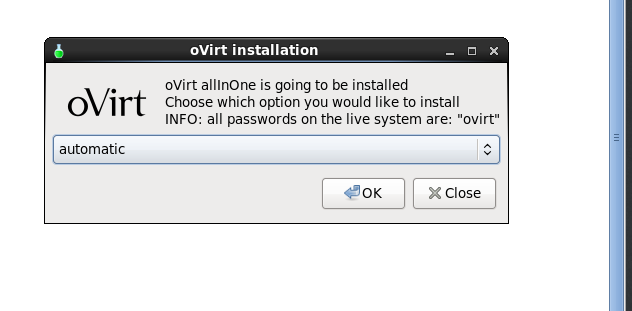 oVirt installation
oVirt
oVirt allInOne is going to be installed
Choose which option you would like to install
INFO: all passwords on the live system are: "ovirt"
automatic
OK
Close